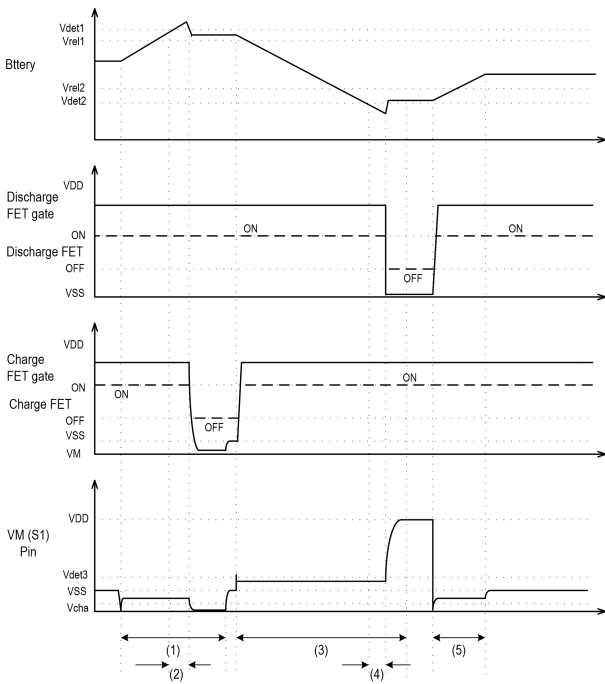 Vdet1
Vrel1
Bttery
Vrel2
Vdet2
VDD
Discharge
FET gate
ON
ON
ON
Discharge FET
OFF
OFF
VSS
VDD
Charge
FET gate
ON
ON
ON
Charge FET
OFF
OFF
VSS
VM
VDD
VM (S1)
Pin
Vdet3
VSS
Vcha
(1)
(3)
(5)
(2)
(4)